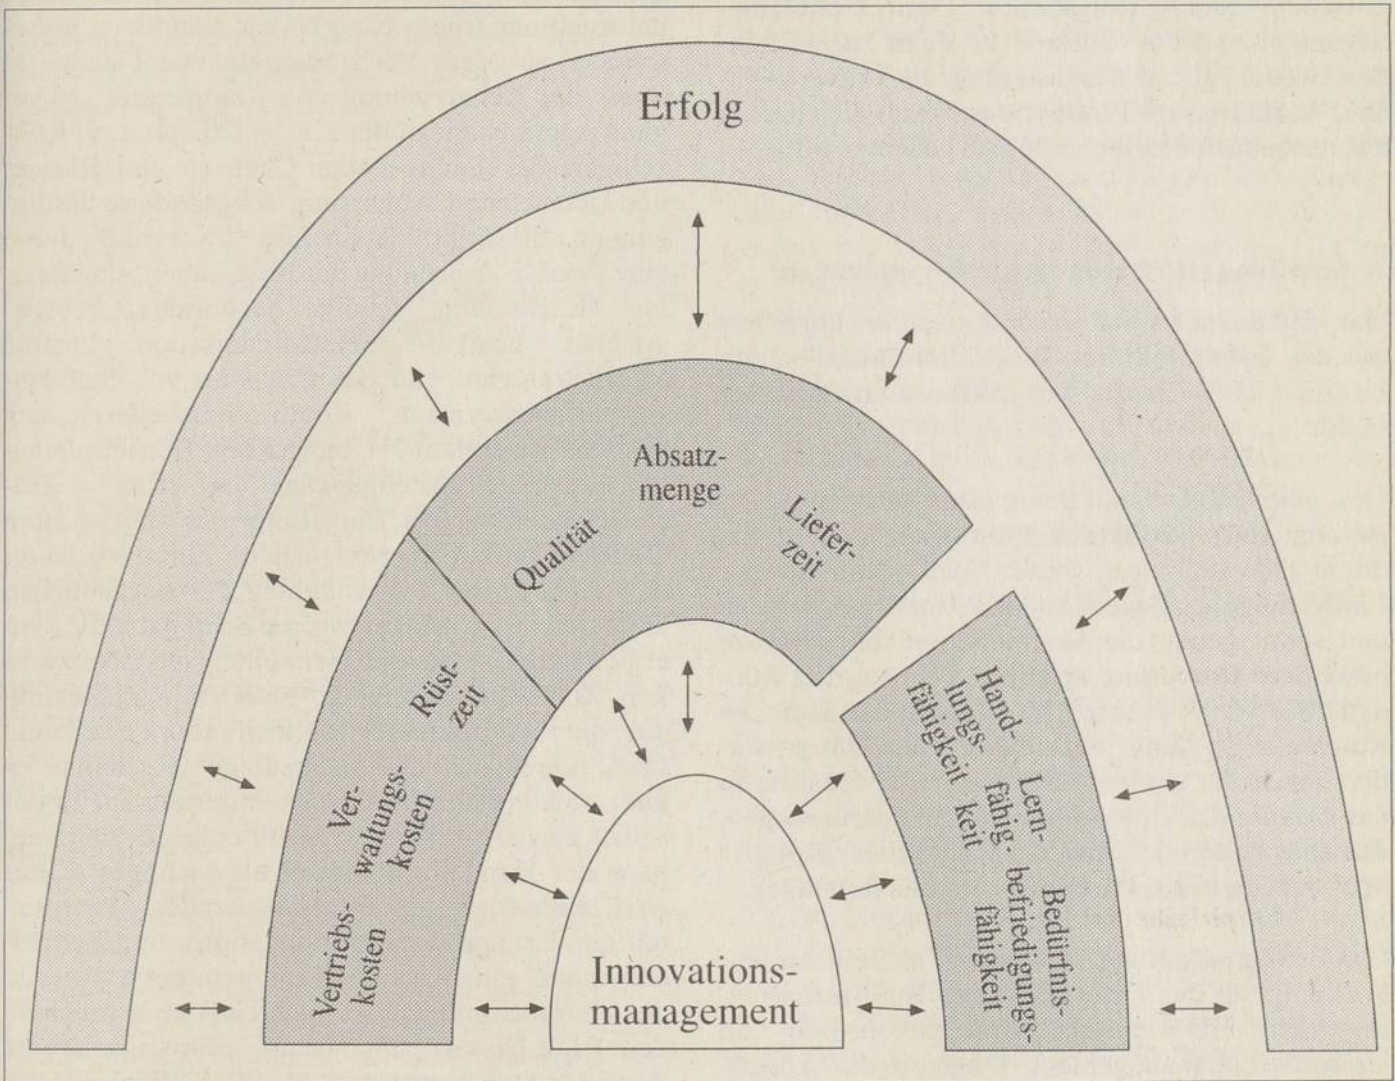 Erfolg
Absatz-
menge
Qualität
Liefer-
zeit
Rüst-
zeit
Ver-
waltungs-
kosten
Vertriebs-
kosten
Hand-
lungs-
fähigkeit
Lern-
fähig-
keit
Bedürfnis-
befriedigungs-
fähigkeit
Innovations-
management